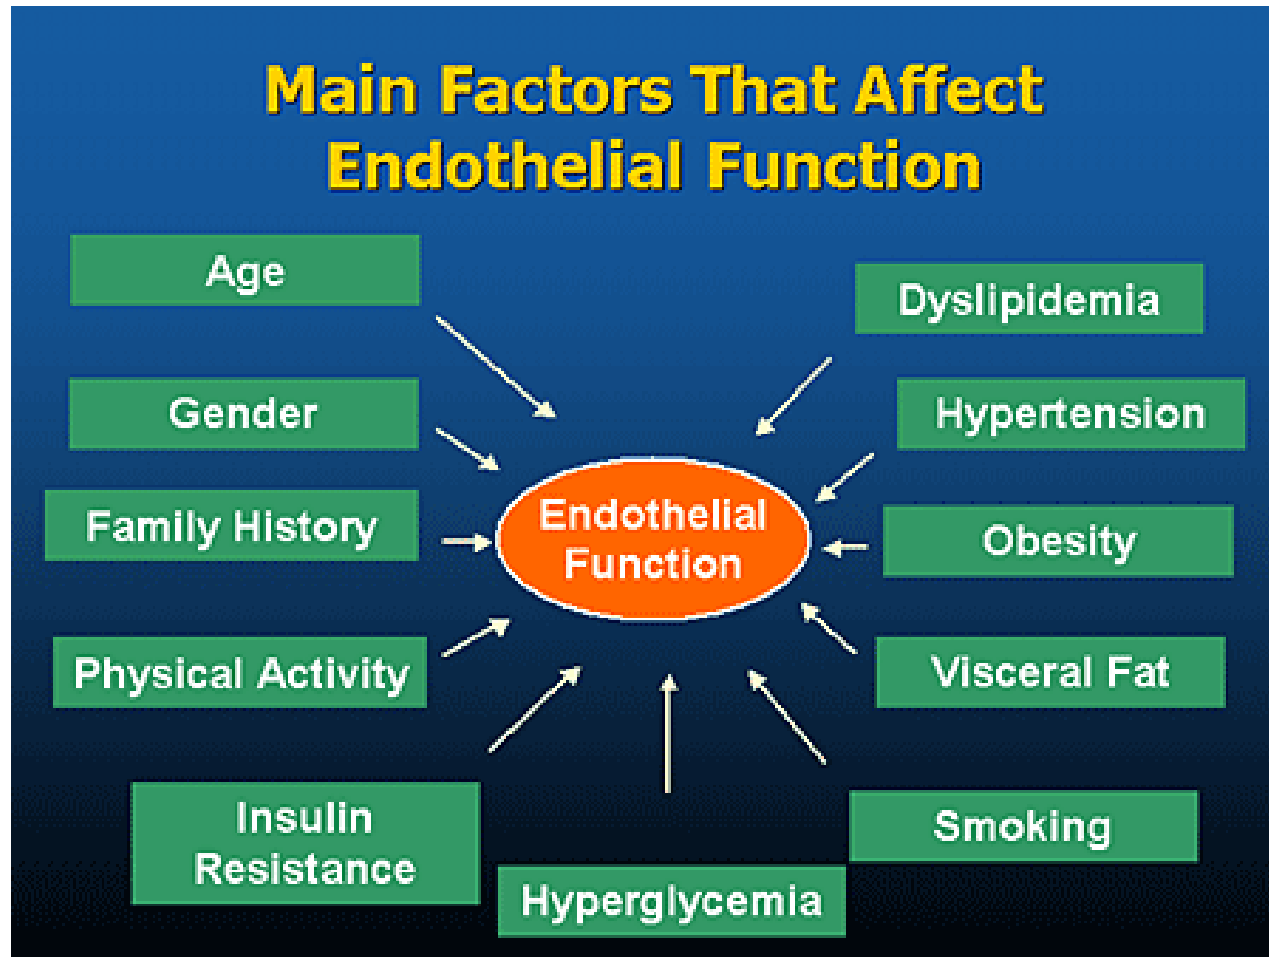 Main Factors That Affect
Endothelial Function
Age
Gender
Family History
Physical Activity
Insulin
Resistance
Hyperglycemia
Endothelial
Function
Dyslipidemia
Hypertension
Obesity
Visceral Fat
Smoking